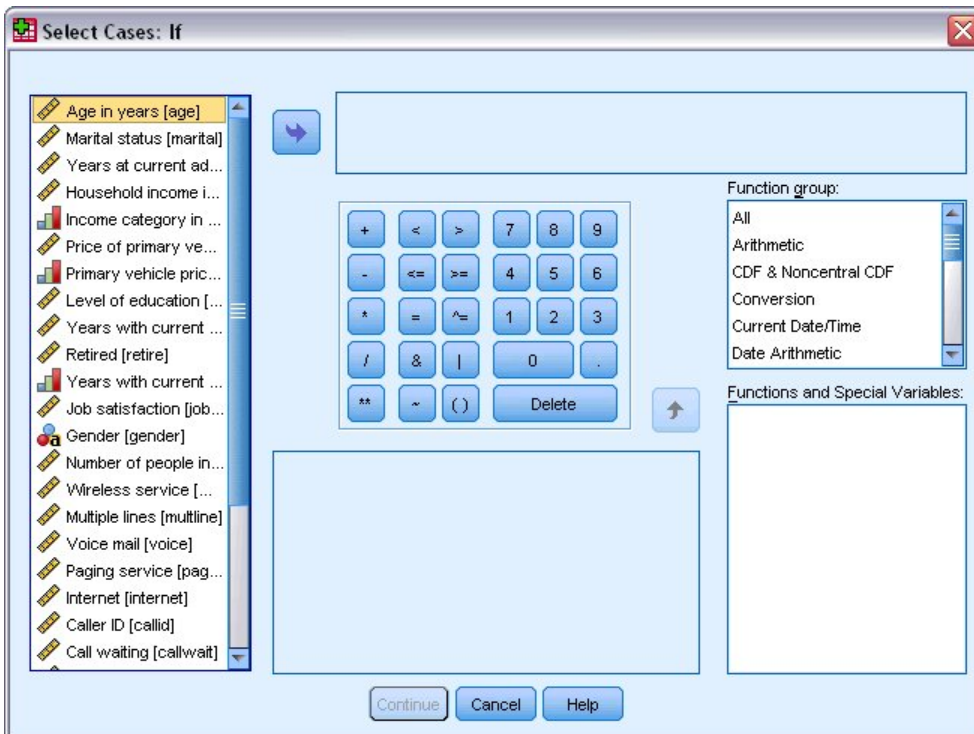 Select Cases: If
Age in years [age]
Marital status [marital]
Years at current ad...
Household income i...
Income category in ...
Price of primary ve...
Primary vehicle pric...
Level of education [...
Years with current ...
Retired [retire]
Years with current ...
Job satisfaction [job...
Gender [gender]
Number of people in...
Wireless service [...
Multiple lines [multline]
Voice mail [voice]
Paging service [pag...
Internet [internet]
Caller ID [callid]
Call waiting [callwait]
+ < > 7 8 9
- <= >= 4 5 6
* = ^= 1 2 3
/ & | 0 .
** ~ ( ) Delete
Function group:
All
Arithmetic
CDF & Noncentral CDF
Conversion
Current Date/Time
Date Arithmetic
Functions and Special Variables:
Continue Cancel Help